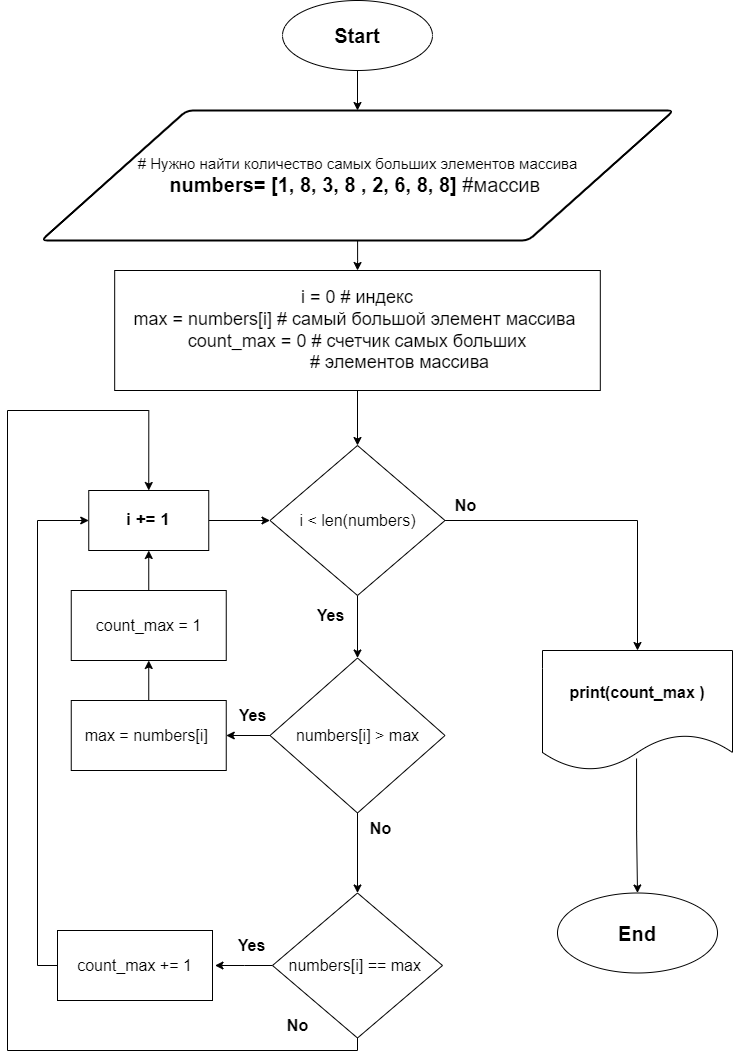 Start
# Нужно найти количество самых больших элементов массива
numbers= [1, 8, 3, 8 , 2, 6, 8, 8] #массив
i = 0 # индекс
max = numbers[i] # самый большой элемент массива
count_max = 0 # счетчик самых больших
# элементов массива
i += 1
i < len(numbers)
No
count_max = 1
Yes
print(count_max )
max = numbers[i]
Yes
numbers[i] > max
No
End
count_max += 1
Yes
numbers[i] == max
No